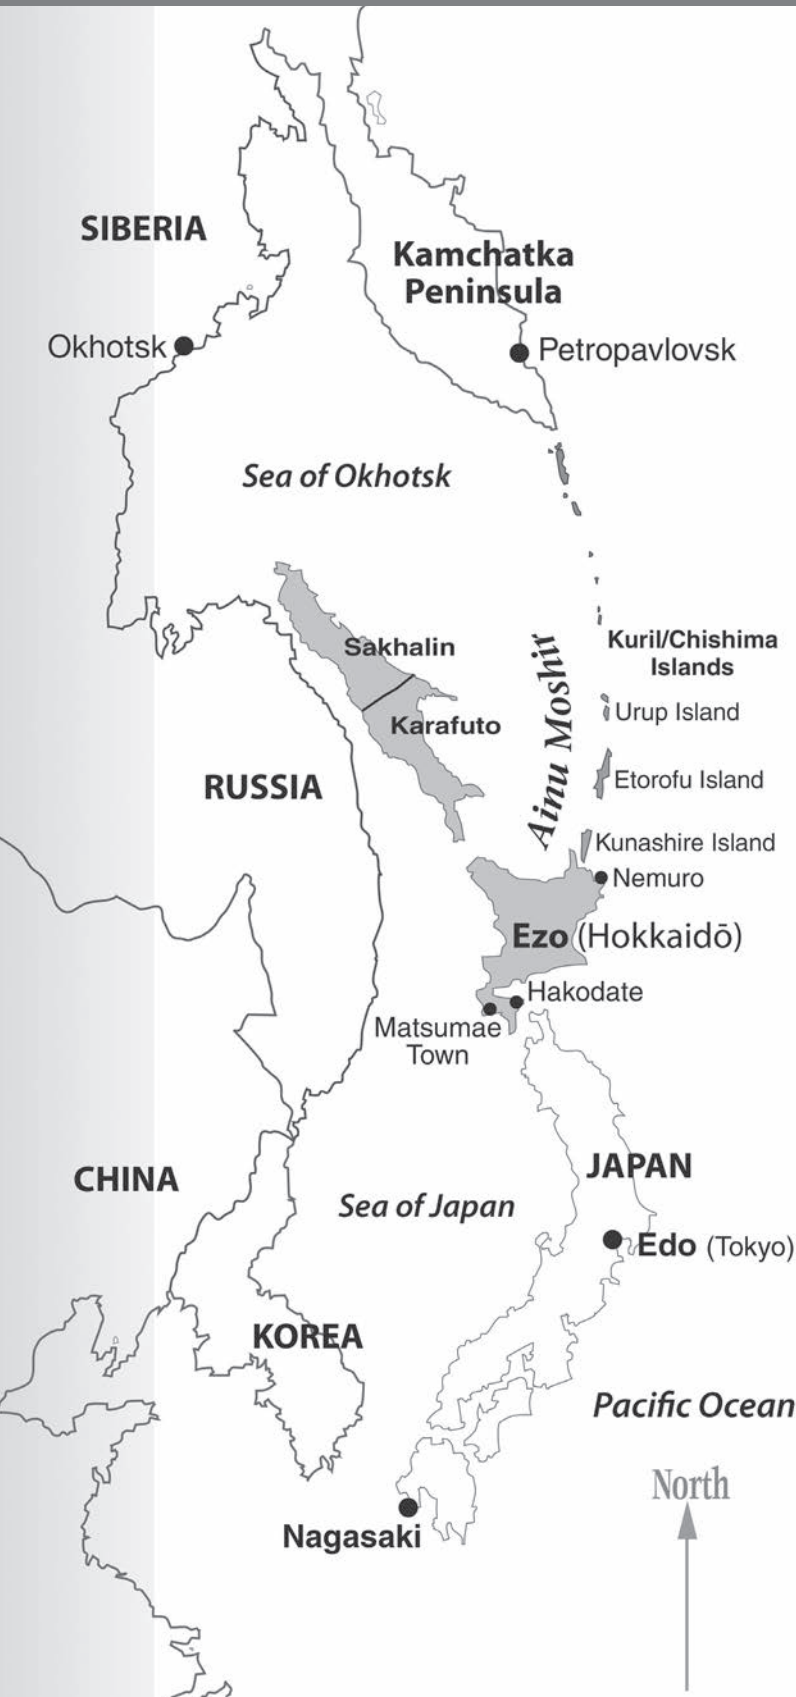 SIBERIA
Kamchatka
Peninsula
Okhotsk
Petropavlovsk
Sea of Okhotsk
Sakhalin
Kuril/Chishima
Islands
Ainu Moshir
Urup Island
Karafuto
Etorofu Island
RUSSIA
Kunashire Island
Nemuro
Ezo (Hokkaidō)
Hakodate
Matsumae
Town
JAPAN
CHINA
Sea of Japan
Edo (Tokyo)
KOREA
Pacific Ocean
North
Nagasaki